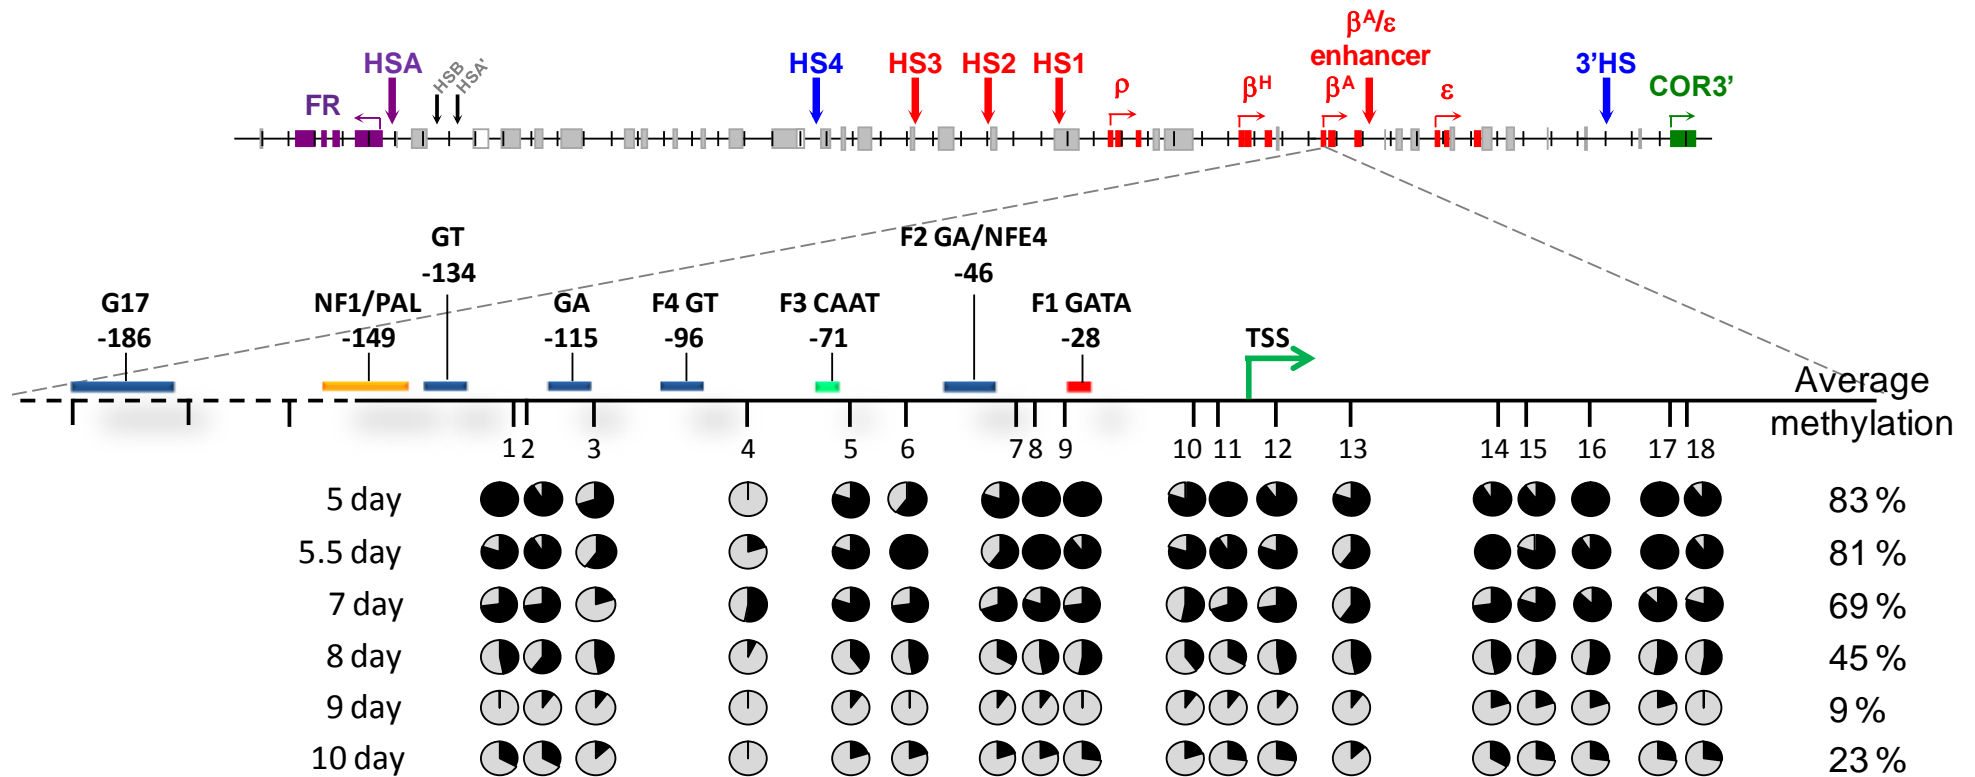 βA/ε
enhancer
HSA
HSB
HSA'
HS4
HS3
HS2
HS1
3'HS
FR
ρ
βH
βA
ε
COR3'
GT
-134
F2 GA/NFE4
-46
G17
-186
NF1/PAL
-149
GA
-115
F4 GT
-96
F3 CAAT
-71
F1 GATA
-28
TSS
Average
methylation
1 2 3 4 5 6 7 8 9 10 11 12 13 14 15 16 17 18
5 day 83 %
5.5 day 81 %
7 day 69 %
8 day 45 %
9 day 9 %
10 day 23 %